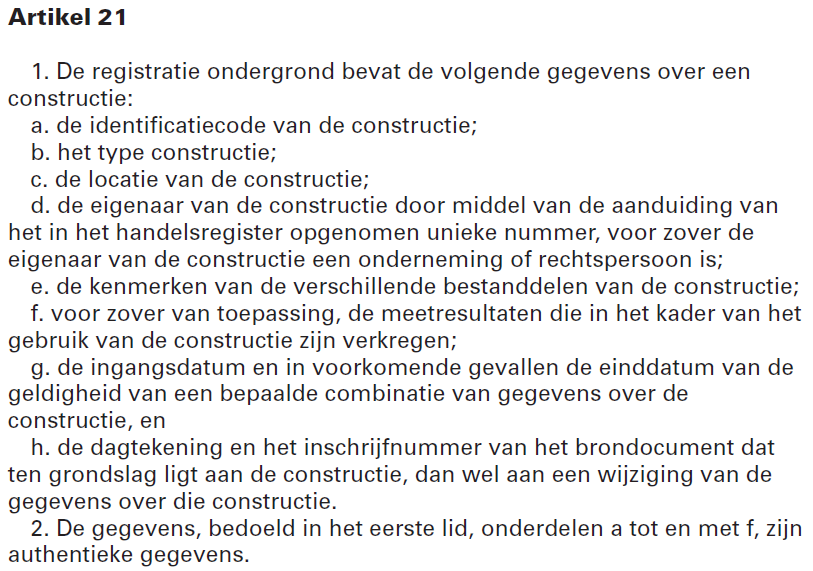 Artikel 21
1. De registratie ondergrond bevat de volgende gegevens over een
constructie:
a. de identificatiecode van de constructie;
b. het type constructie;
c. de locatie van de constructie;
d. de eigenaar van de constructie door middel van de aanduiding van
het in het handelsregister opgenomen unieke nummer, voor zover de
eigenaar van de constructie een onderneming of rechtspersoon is;
e. de kenmerken van de verschillende bestanddelen van de constructie;
f. voor zover van toepassing, de meetresultaten die in het kader van het
gebruik van de constructie zijn verkregen;
g. de ingangsdatum en in voorkomende gevallen de einddatum van de
geldigheid van een bepaalde combinatie van gegevens over de
constructie, en
h. de dagtekening en het inschrijfnummer van het brondocument dat
ten grondslag ligt aan de constructie, dan wel aan een wijziging van de
gegevens over die constructie.
2. De gegevens, bedoeld in het eerste lid, onderdelen a tot en met f, zijn
authentieke gegevens.